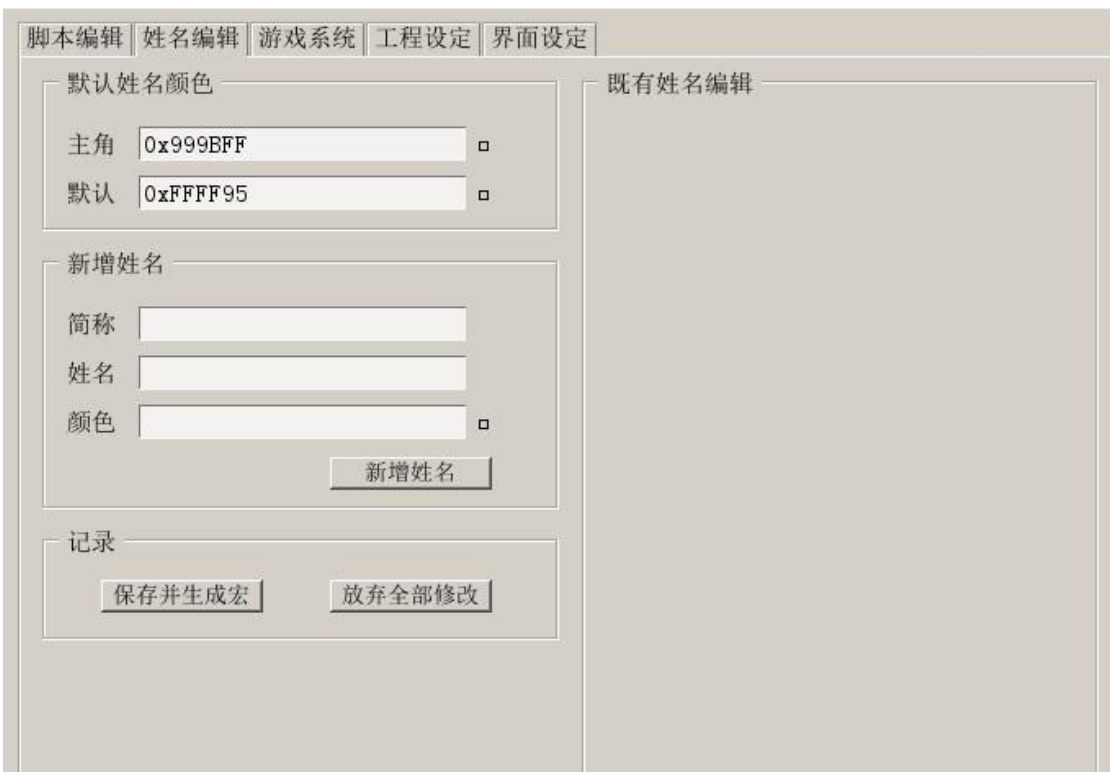 脚本编辑 姓名编辑 游戏系统 工程设定 界面设定
默认姓名颜色
主角 0x999BFF
默认 0xFFFF95
新增姓名
简称
姓名
颜色
新增姓名
记录
保存并生成宏 放弃全部修改
既有姓名编辑